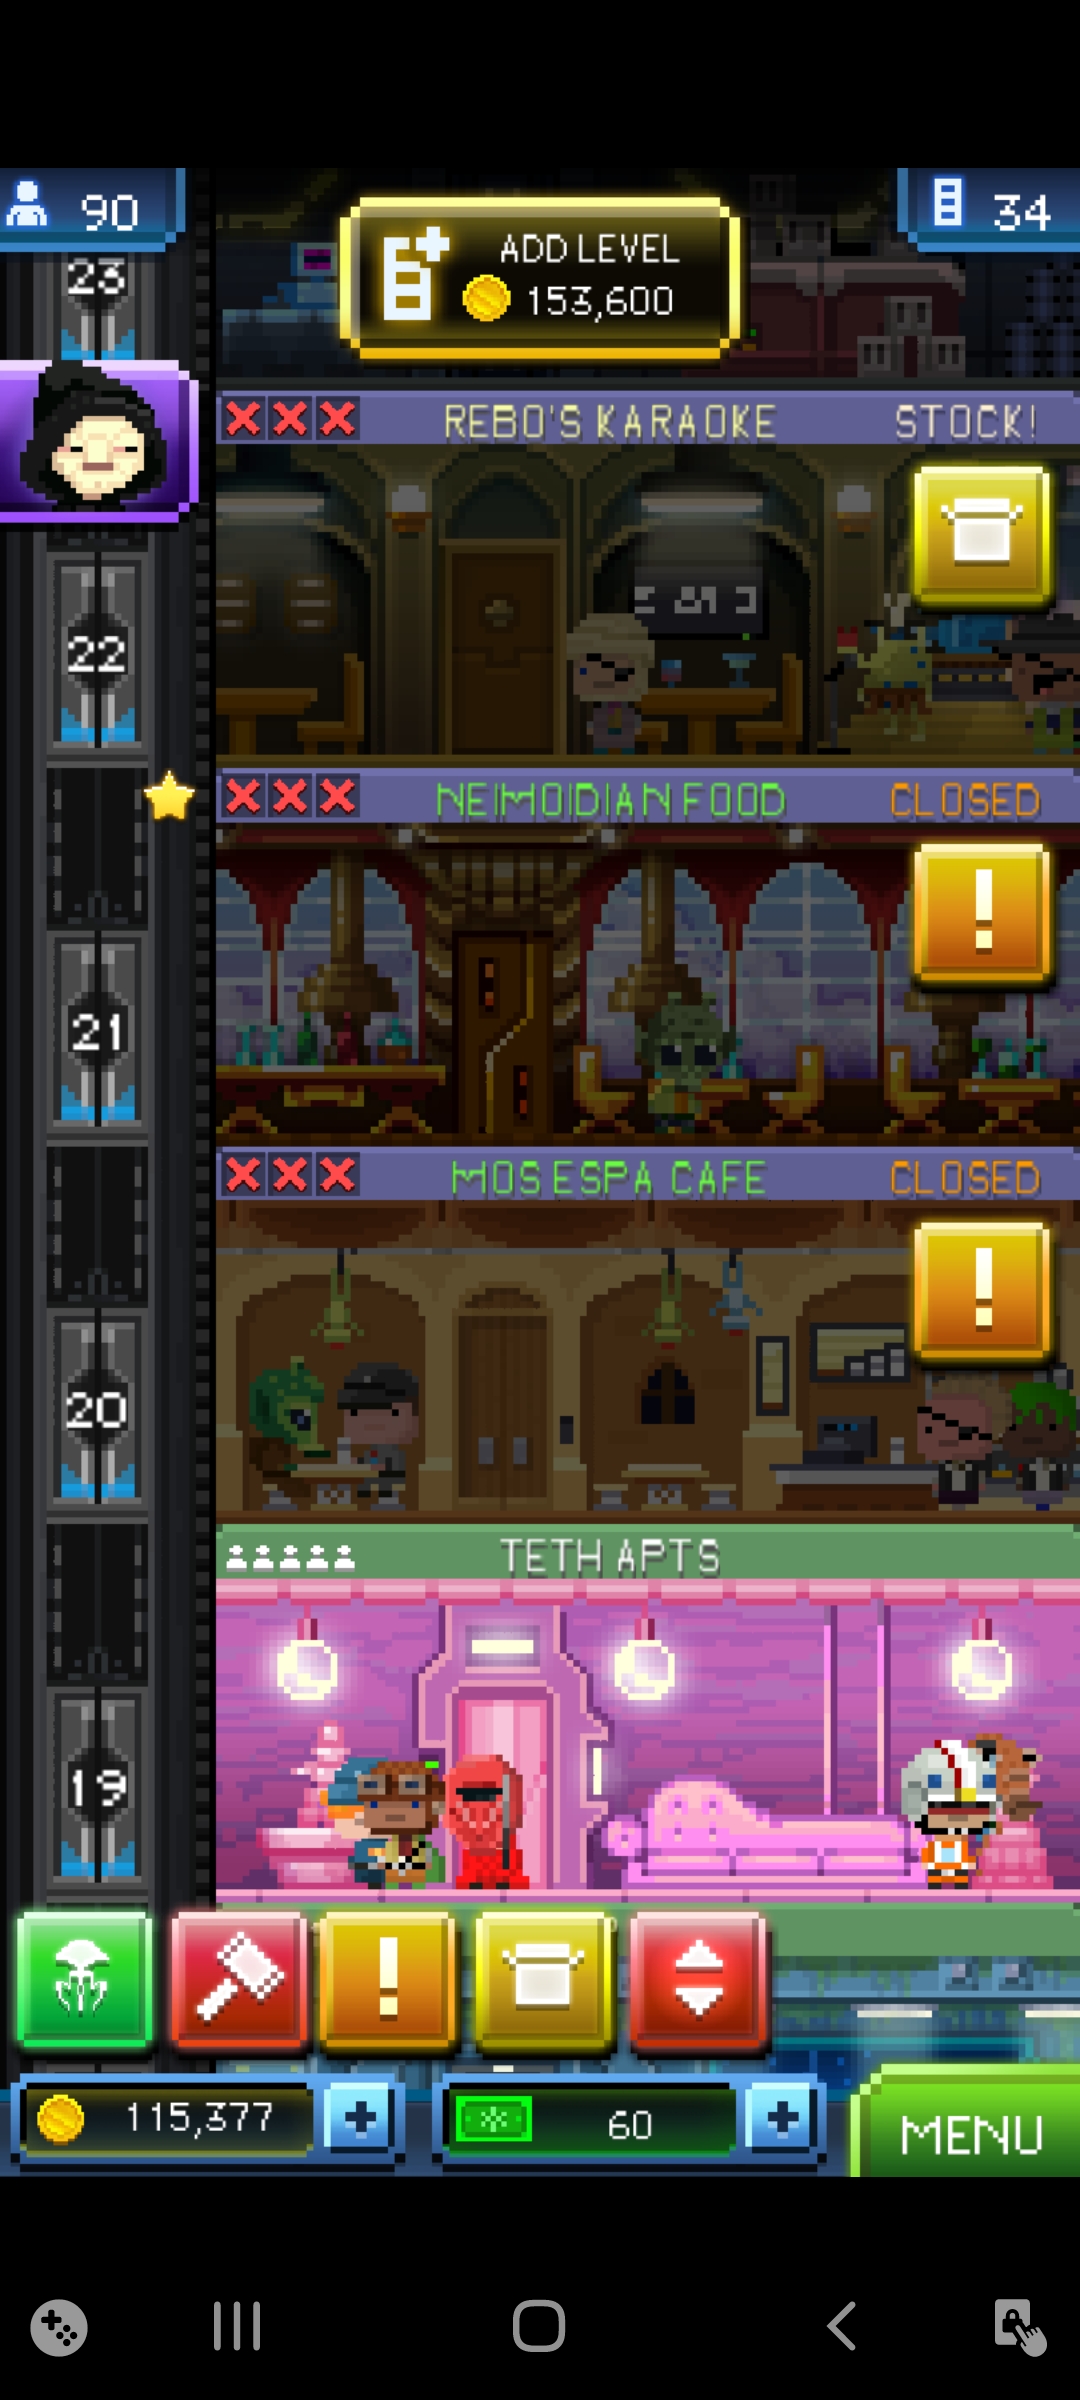 90
ADD LEVEL
153,600
34
23
REBO'S KARAOKE STOCK!
22
NEIMOIDIAN FOOD CLOSED
21
MOS ESPA CAFE CLOSED
20
TETH APTS
19
115,377
60
MENU